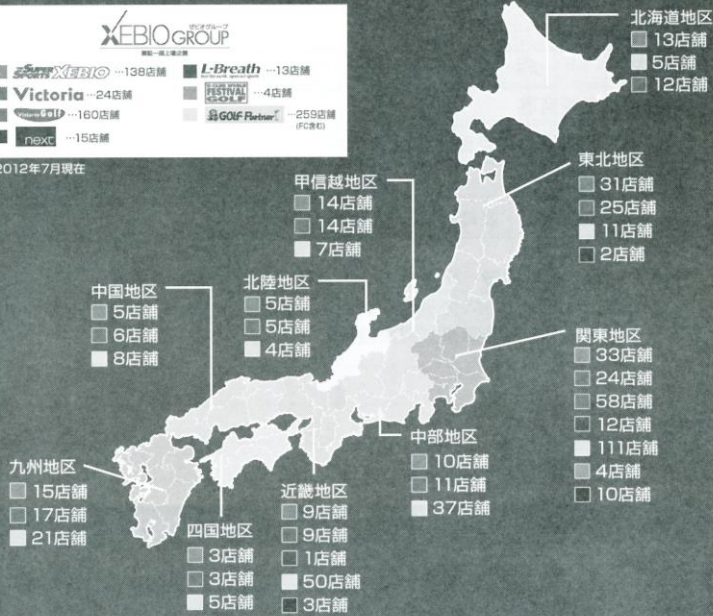 ゼビオグループ
XEBIO GROUP
東証一部上場企業
SUPER SPORTS XEBIO …138店舗
L-Breath …13店舗
Victoria …24店舗
FESTIVAL GOLF …4店舗
Victoria Golf …160店舗
GOLF Partner …259店舗
(FC含む)
next …15店舗
2012年7月現在
北海道地区
13店舗
5店舗
12店舗
東北地区
31店舗
25店舗
11店舗
2店舗
甲信越地区
14店舗
14店舗
7店舗
北陸地区
5店舗
5店舗
4店舗
中国地区
5店舗
6店舗
8店舗
関東地区
33店舗
24店舗
58店舗
12店舗
111店舗
4店舗
10店舗
中部地区
10店舗
11店舗
37店舗
九州地区
15店舗
17店舗
21店舗
四国地区
3店舗
3店舗
5店舗
近畿地区
9店舗
9店舗
1店舗
50店舗
3店舗